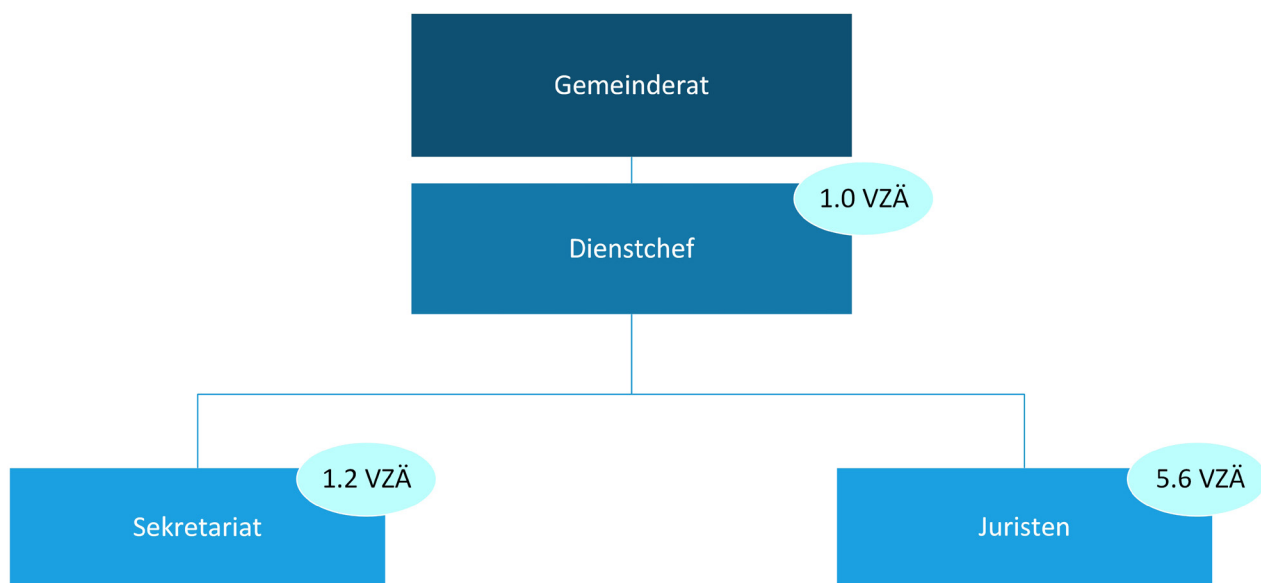 Gemeinderat
1.0 VZÄ
Dienstchef
1.2 VZÄ
Sekretariat
5.6 VZÄ
Juristen